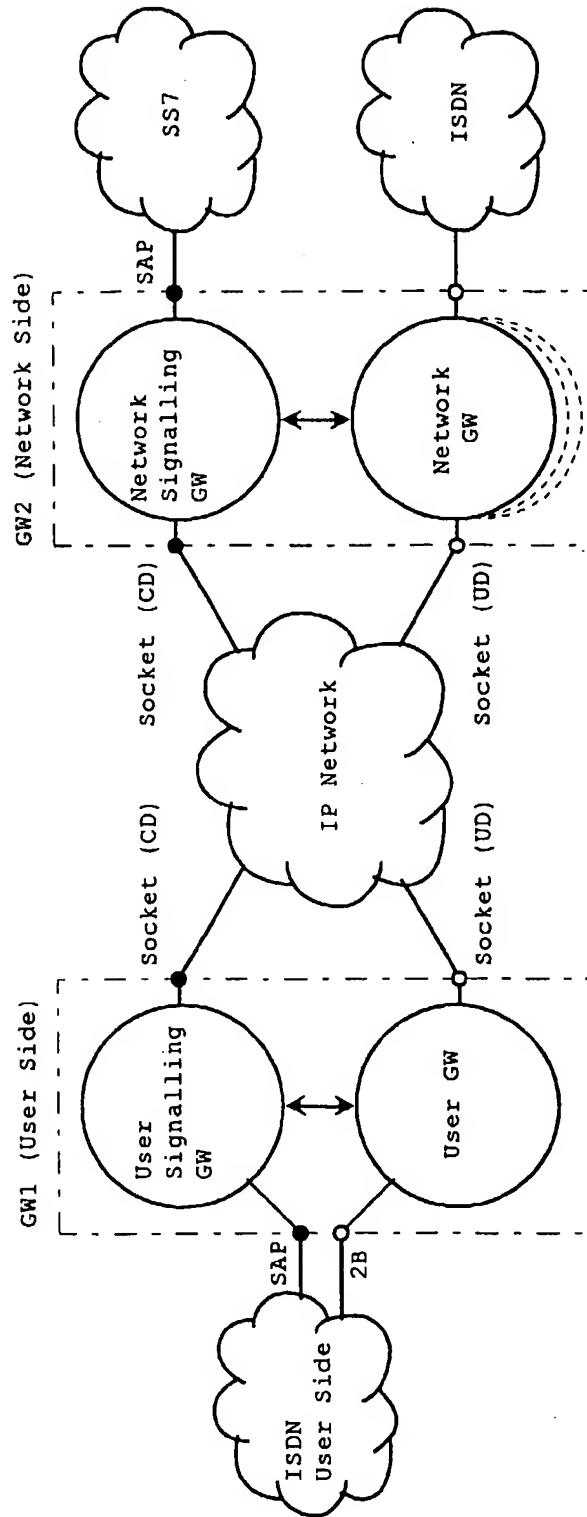 GW1 (User Side)
GW2 (Network Side)
ISDN
User Side
SAP
2B
User
Signalling
GW
User GW
Socket (CD)
Socket (UD)
IP Network
Socket (CD)
Socket (UD)
Network
Signalling
GW
Network
GW
SAP
SS7
ISDN